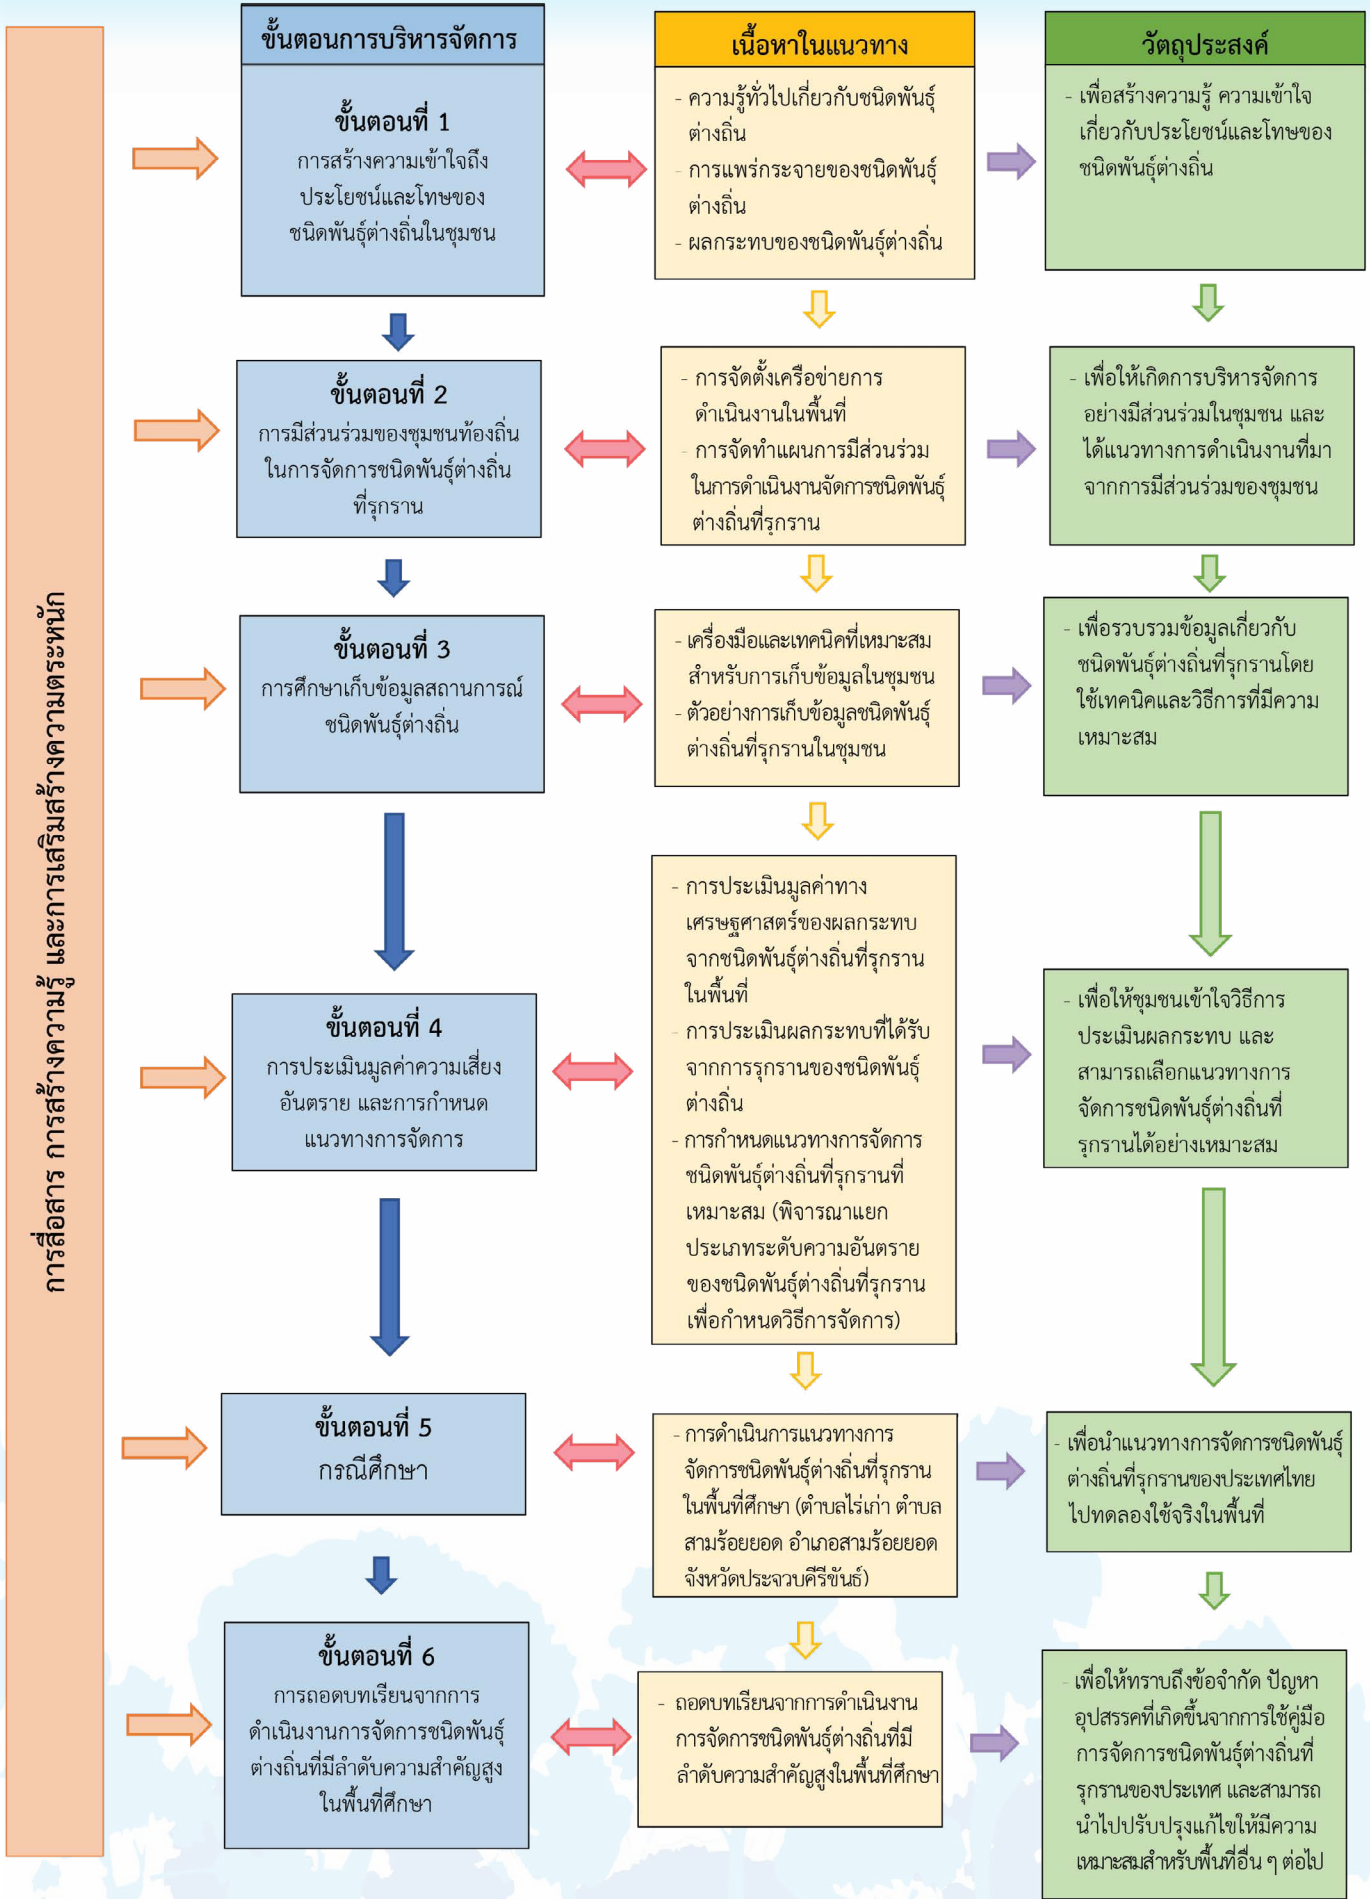 การสื่อสาร การสร้างความรู้ และการเสริมสร้างความตระหนัก
ขั้นตอนการบริหารจัดการ
เนื้อหาในแนวทาง
วัตถุประสงค์
ขั้นตอนที่ 1
การสร้างความเข้าใจถึง
ประโยชน์และโทษของ
ชนิดพันธุ์ต่างถิ่นในชุมชน
- ความรู้ทั่วไปเกี่ยวกับชนิดพันธุ์
ต่างถิ่น
- การแพร่กระจายของชนิดพันธุ์
ต่างถิ่น
- ผลกระทบของชนิดพันธุ์ต่างถิ่น
- เพื่อสร้างความรู้ ความเข้าใจ
เกี่ยวกับประโยชน์และโทษของ
ชนิดพันธุ์ต่างถิ่น
ขั้นตอนที่ 2
การมีส่วนร่วมของชุมชนท้องถิ่น
ในการจัดการชนิดพันธุ์ต่างถิ่น
ที่รุกราน
- การจัดตั้งเครือข่ายการ
ดำเนินงานในพื้นที่
- การจัดทำแผนการมีส่วนร่วม
ในการดำเนินงานจัดการชนิดพันธุ์
ต่างถิ่นที่รุกราน
- เพื่อให้เกิดการบริหารจัดการ
อย่างมีส่วนร่วมในชุมชน และ
ได้แนวทางการดำเนินงานที่มา
จากการมีส่วนร่วมของชุมชน
ขั้นตอนที่ 3
การศึกษาเก็บข้อมูลสถานการณ์
ชนิดพันธุ์ต่างถิ่น
- เครื่องมือและเทคนิคที่เหมาะสม
สำหรับการเก็บข้อมูลในชุมชน
- ตัวอย่างการเก็บข้อมูลชนิดพันธุ์
ต่างถิ่นที่รุกรานในชุมชน
- เพื่อรวบรวมข้อมูลเกี่ยวกับ
ชนิดพันธุ์ต่างถิ่นที่รุกรานโดย
ใช้เทคนิคและวิธีการที่มีความ
เหมาะสม
ขั้นตอนที่ 4
การประเมินมูลค่าความเสี่ยง
อันตราย และการกำหนด
แนวทางการจัดการ
- การประเมินมูลค่าทาง
เศรษฐศาสตร์ของผลกระทบ
จากชนิดพันธุ์ต่างถิ่นที่รุกราน
ในพื้นที่
- การประเมินผลกระทบที่ได้รับ
จากการรุกรานของชนิดพันธุ์
ต่างถิ่น
- การกำหนดแนวทางการจัดการ
ชนิดพันธุ์ต่างถิ่นที่รุกรานที่
เหมาะสม (พิจารณาแยก
ประเภทระดับความอันตราย
ของชนิดพันธุ์ต่างถิ่นที่รุกราน
เพื่อกำหนดวิธีการจัดการ)
- เพื่อให้ชุมชนเข้าใจวิธีการ
ประเมินผลกระทบ และ
สามารถเลือกแนวทางการ
จัดการชนิดพันธุ์ต่างถิ่นที่
รุกรานได้อย่างเหมาะสม
ขั้นตอนที่ 5
กรณีศึกษา
- การดำเนินการแนวทางการ
จัดการชนิดพันธุ์ต่างถิ่นที่รุกราน
ในพื้นที่ศึกษา (ตำบลไร่เก่า ตำบล
สามร้อยยอด อำเภอสามร้อยยอด
จังหวัดประจวบคีรีขันธ์)
- เพื่อนำแนวทางการจัดการชนิดพันธุ์
ต่างถิ่นที่รุกรานของประเทศไทย
ไปทดลองใช้จริงในพื้นที่
ขั้นตอนที่ 6
การถอดบทเรียนจากการ
ดำเนินงานการจัดการชนิดพันธุ์
ต่างถิ่นที่มีลำดับความสำคัญสูง
ในพื้นที่ศึกษา
- ถอดบทเรียนจากการดำเนินงาน
การจัดการชนิดพันธุ์ต่างถิ่นที่มี
ลำดับความสำคัญสูงในพื้นที่ศึกษา
- เพื่อให้ทราบถึงข้อจำกัด ปัญหา
อุปสรรคที่เกิดขึ้นจากการใช้คู่มือ
การจัดการชนิดพันธุ์ต่างถิ่นที่
รุกรานของประเทศ และสามารถ
นำไปปรับปรุงแก้ไขให้มีความ
เหมาะสมสำหรับพื้นที่อื่น ๆ ต่อไป